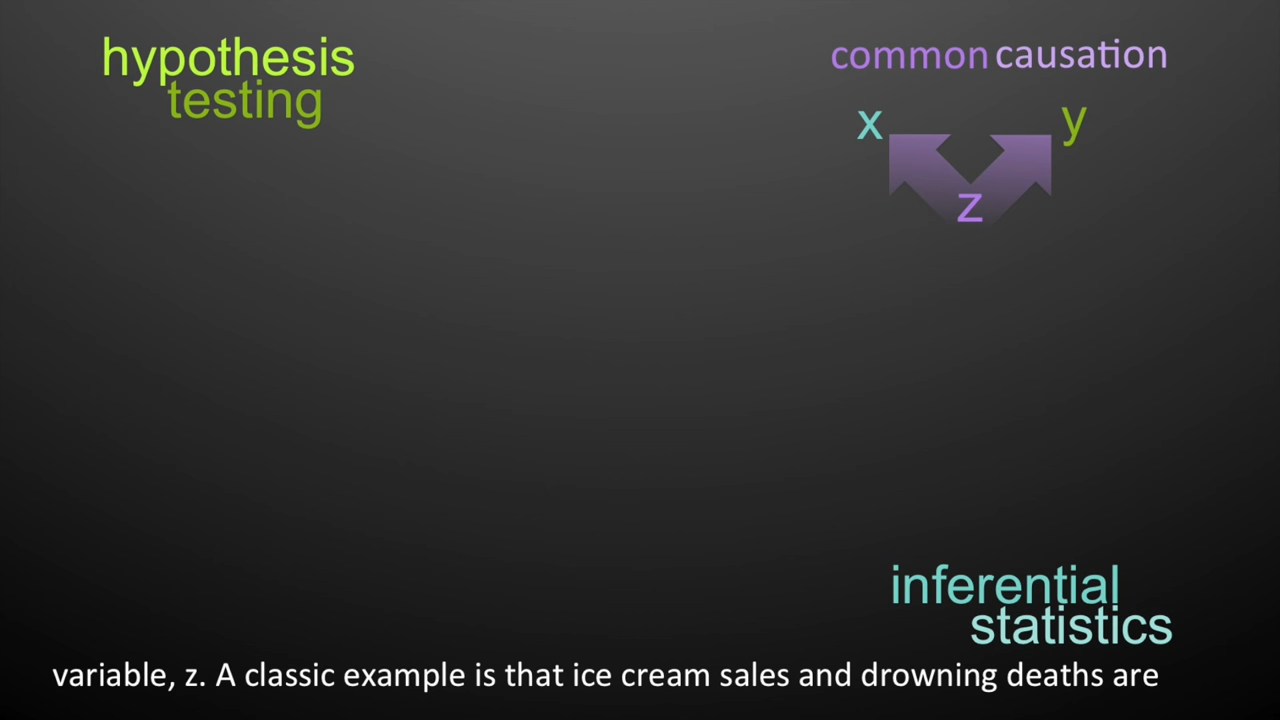 hypothesis
testing
common causation
x y
z
inferential
statistics
variable, z. A classic example is that ice cream sales and drowning deaths are